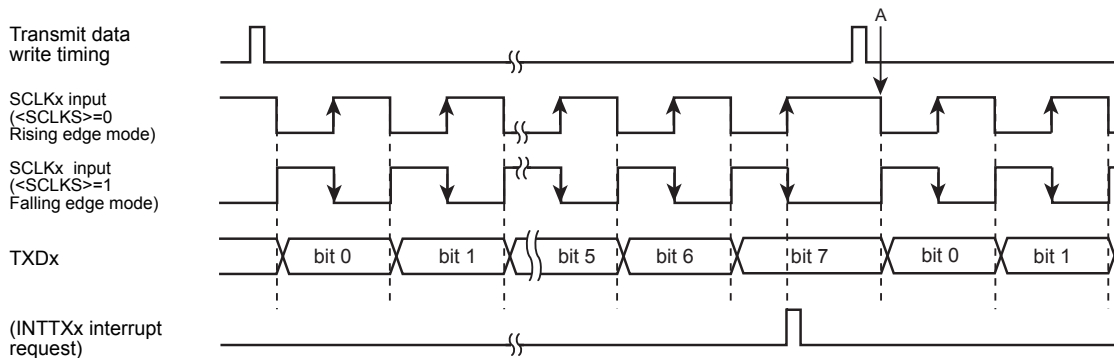 Transmit data
write timing
A
SCLKx input
(<SCLKS>=0
Rising edge mode)
SCLKx input
(<SCLKS>=1
Falling edge mode)
TXDx
bit 0
bit 1
bit 5
bit 6
bit 7
bit 0
bit 1
(INTTXx interrupt
request)